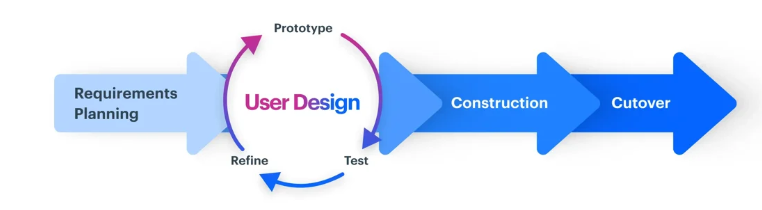 Prototype
Requirements
Planning
User Design
Construction
Cutover
Refine
Test